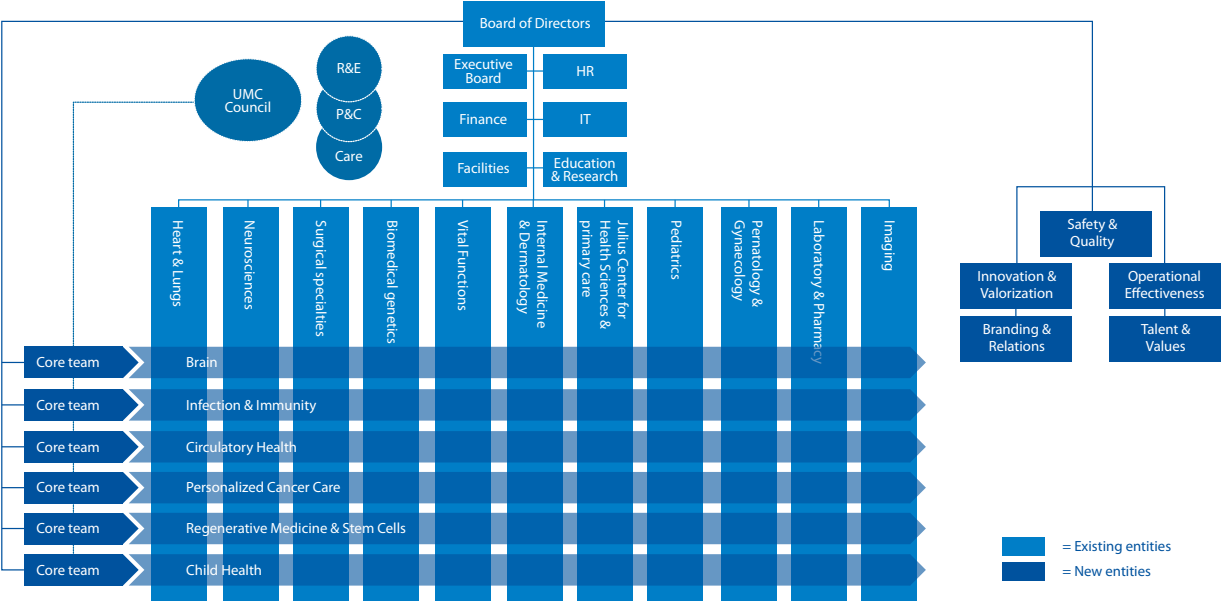 Board of Directors
Executive
Board
HR
Finance
IT
Facilities
Education
& Research
UMC
Council
R&E
P&C
Care
Heart & Lungs
Neurosciences
Surgical specialties
Biomedical genetics
Vital Functions
Internal Medicine
& Dermatology
Julius Center for
Health Sciences &
primary care
Pediatrics
Pernatology &
Gynaecology
Laboratory & Pharmacy
Imaging
Safety &
Quality
Innovation &
Valorization
Operational
Effectiveness
Branding &
Relations
Talent &
Values
Core team
Brain
Core team
Infection & Immunity
Core team
Circulatory Health
Core team
Personalized Cancer Care
Core team
Regenerative Medicine & Stem Cells
Core team
Child Health
= Existing entities
= New entities